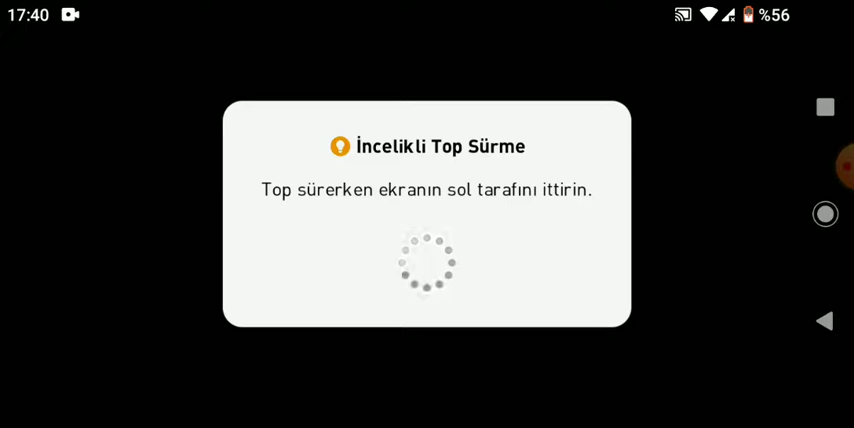 17:40 %56
İncelikli Top Sürme
Top sürerken ekranın sol tarafını ittirin.